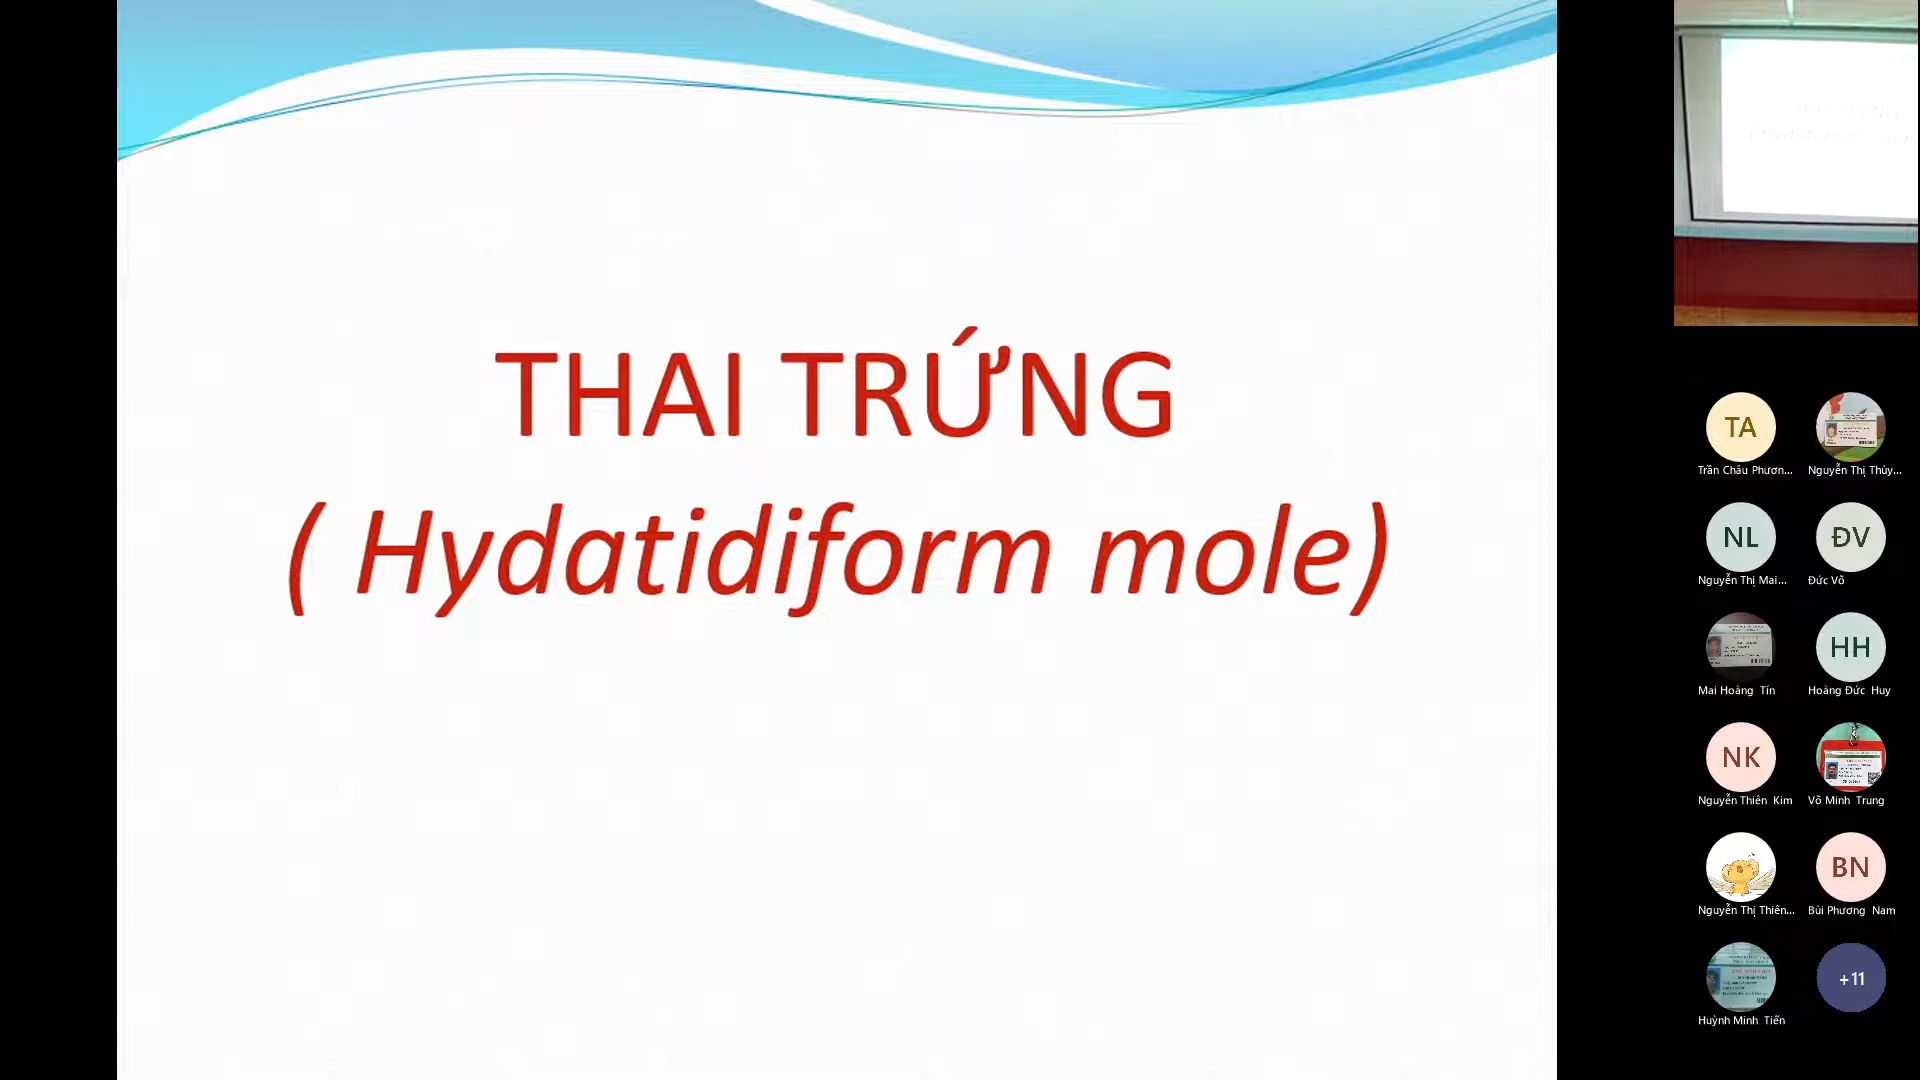 THAI TRỨNG
( Hydatidiform mole)
TA
Trần Châu Phươn...
Nguyễn Thị Thùy...
NL
Nguyễn Thị Mai...
ĐV
Đức Võ
Mai Hoàng Tín
HH
Hoàng Đức Huy
NK
Nguyễn Thiên Kim
Võ Minh Trung
Nguyễn Thị Thiên...
BN
Bùi Phương Nam
Huỳnh Minh Tiến
+11